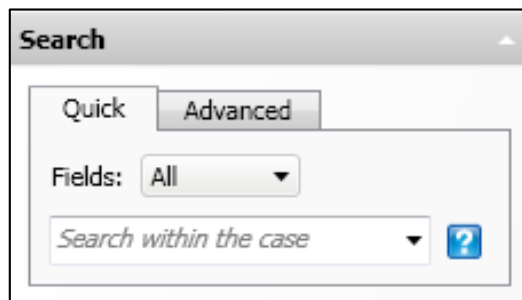 Search
Quick Advanced
Fields: All
Search within the case ?